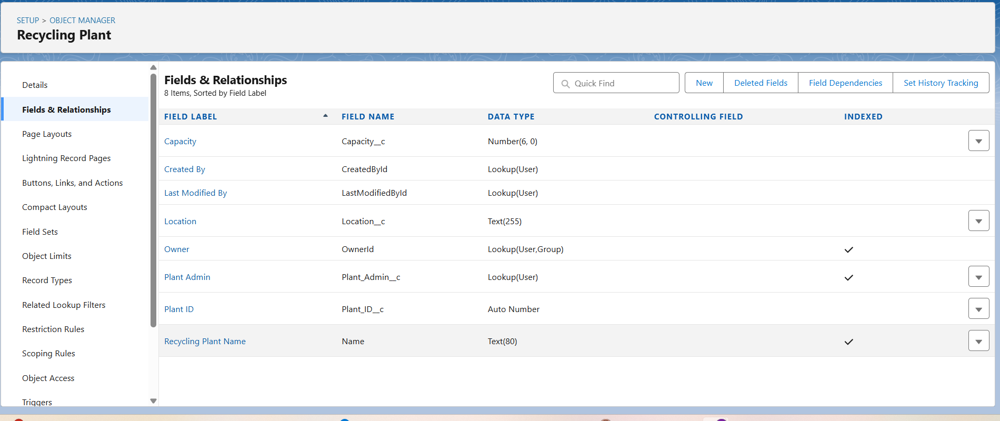 SETUP > OBJECT MANAGER
Recycling Plant
Details
Fields & Relationships
Page Layouts
Lightning Record Pages
Buttons, Links, and Actions
Compact Layouts
Field Sets
Object Limits
Record Types
Related Lookup Filters
Restriction Rules
Scoping Rules
Object Access
Triggers
Fields & Relationships
8 Items, Sorted by Field Label
Quick Find
New
Deleted Fields
Field Dependencies
Set History Tracking
FIELD LABEL FIELD NAME DATA TYPE CONTROLLING FIELD INDEXED
Capacity Capacity__c Number(6, 0)
Created By CreatedById Lookup(User)
Last Modified By LastModifiedById Lookup(User)
Location Location__c Text(255)
Owner OwnerId Lookup(User,Group)
Plant Admin Plant_Admin__c Lookup(User)
Plant ID Plant_ID__c Auto Number
Recycling Plant Name Name Text(80)